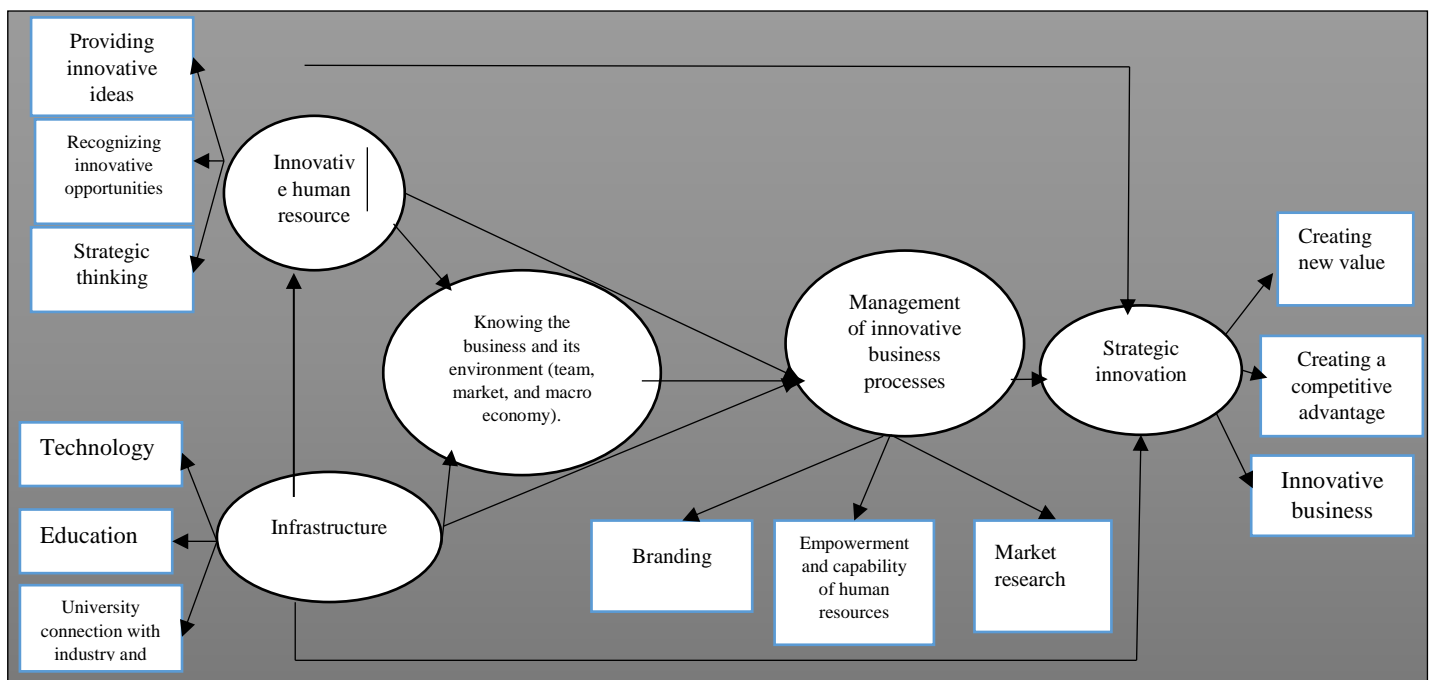 Providing
innovative
ideas
Recognizing
innovative
opportunities
Strategic
thinking
Innovativ
e human
resource
Knowing the
business and its
environment (team,
market, and macro
economy).
Management
of innovative
business
processes
Strategic
innovation
Creating
new value
Creating a
competitive
advantage
Innovative
business
Technology
Education
University
connection with
industry and
Infrastructure
Branding
Empowerment
and capability
of human
resources
Market
research